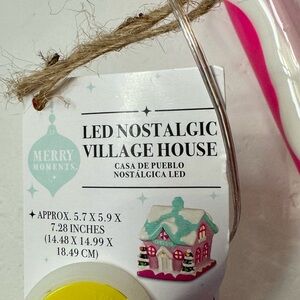 MERRY
MOMENTS.
LED NOSTALGIC
VILLAGE HOUSE
CASA DE PUEBLO
NOSTÁLGICA LED
APPROX. 5.7 X 5.9 X
7.28 INCHES
(14.48 X 14.99 X
18.49 CM)